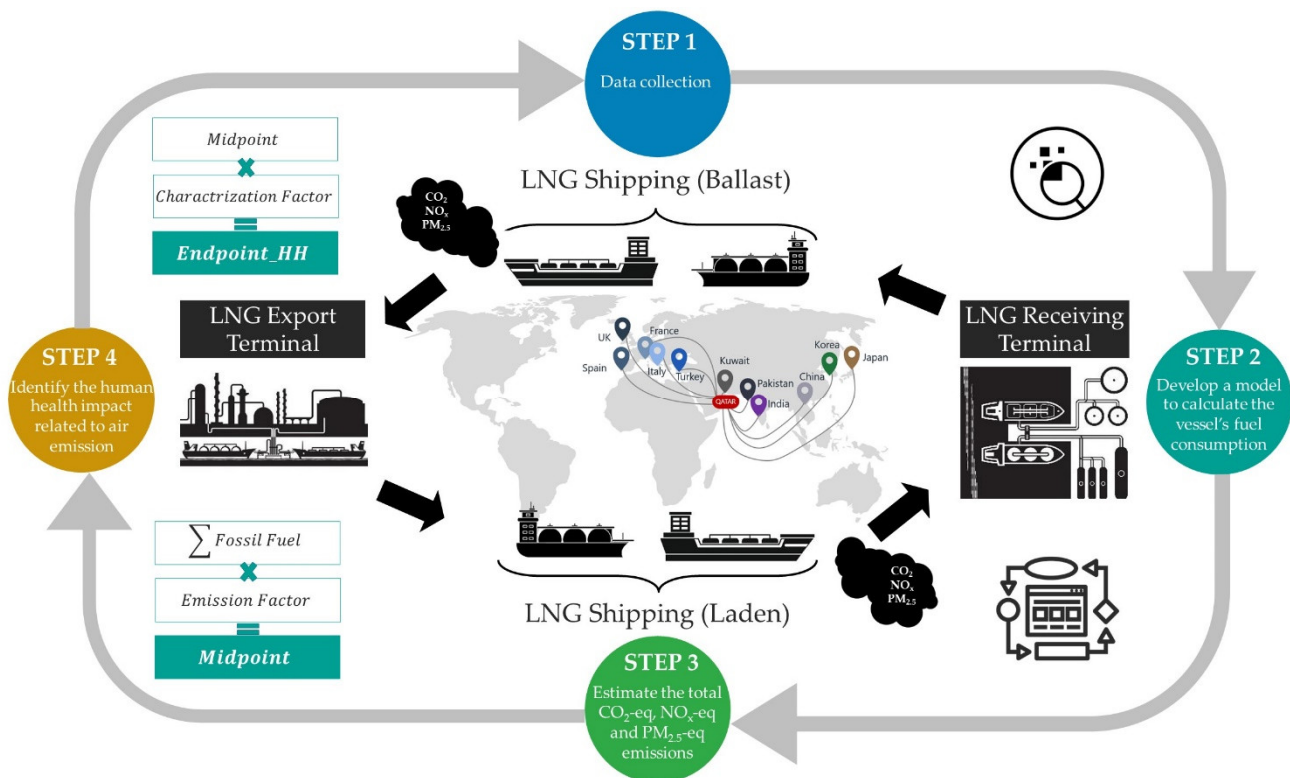 STEP 1
Data collection
Midpoint
×
Charactrization Factor
=
Endpoint_HH
LNG Shipping (Ballast)
CO₂
NOₓ
PM₂.₅
LNG Export
Terminal
LNG Receiving
Terminal
STEP 4
Identify the human
health impact
related to air
emission
STEP 2
Develop a model
to calculate the
vessel's fuel
consumption
UK
France
Spain
Italy
Turkey
Kuwait
QATAR
Pakistan
India
China
Korea
Japan
∑ Fossil Fuel
×
Emission Factor
=
Midpoint
CO₂
NOₓ
PM₂.₅
LNG Shipping (Laden)
STEP 3
Estimate the total
CO₂-eq, NOₓ-eq
and PM₂.₅-eq
emissions